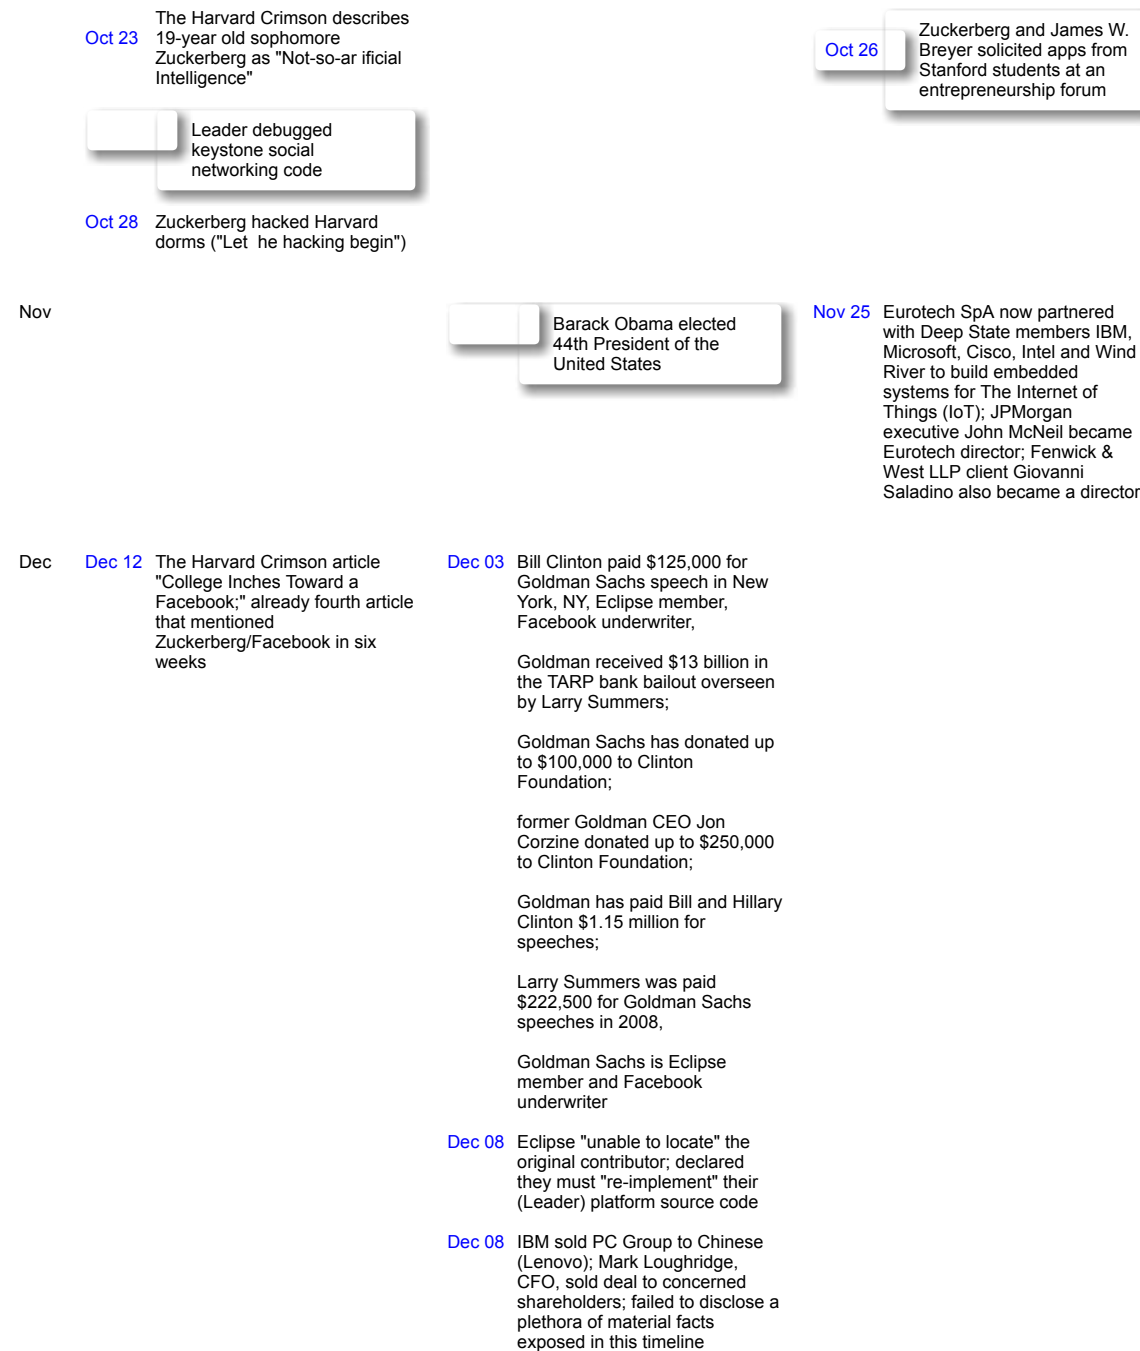 Oct 23
The Harvard Crimson describes
19-year old sophomore
Zuckerberg as "Not-so-ar ificial
Intelligence"
Leader debugged
keystone social
networking code
Oct 28
Zuckerberg hacked Harvard
dorms ("Let  he hacking begin")
Oct 26
Zuckerberg and James W.
Breyer solicited apps from
Stanford students at an
entrepreneurship forum
Nov
Barack Obama elected
44th President of the
United States
Nov 25
Eurotech SpA now partnered
with Deep State members IBM,
Microsoft, Cisco, Intel and Wind
River to build embedded
systems for The Internet of
Things (IoT); JPMorgan
executive John McNeil became
Eurotech director; Fenwick &
West LLP client Giovanni
Saladino also became a director
Dec
Dec 12
The Harvard Crimson article
"College Inches Toward a
Facebook;" already fourth article
that mentioned
Zuckerberg/Facebook in six
weeks
Dec 03
Bill Clinton paid $125,000 for
Goldman Sachs speech in New
York, NY, Eclipse member,
Facebook underwriter,
Goldman received $13 billion in
the TARP bank bailout overseen
by Larry Summers;
Goldman Sachs has donated up
to $100,000 to Clinton
Foundation;
former Goldman CEO Jon
Corzine donated up to $250,000
to Clinton Foundation;
Goldman has paid Bill and Hillary
Clinton $1.15 million for
speeches;
Larry Summers was paid
$222,500 for Goldman Sachs
speeches in 2008,
Goldman Sachs is Eclipse
member and Facebook
underwriter
Dec 08
Eclipse "unable to locate" the
original contributor; declared
they must "re-implement" their
(Leader) platform source code
Dec 08
IBM sold PC Group to Chinese
(Lenovo); Mark Loughridge,
CFO, sold deal to concerned
shareholders; failed to disclose a
plethora of material facts
exposed in this timeline